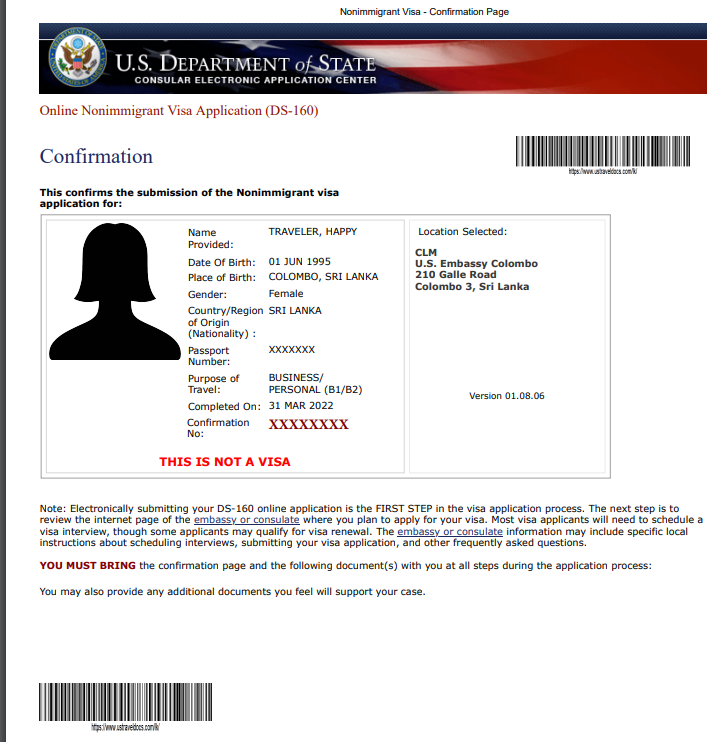 Nonimmigrant Visa - Confirmation Page
U.S. DEPARTMENT of STATE
CONSULAR ELECTRONIC APPLICATION CENTER
Online Nonimmigrant Visa Application (DS-160)
Confirmation
https://www.ustraveldocs.com/lk/
This confirms the submission of the Nonimmigrant visa
application for:
Name
Provided:
TRAVELER, HAPPY
Date Of Birth: 01 JUN 1995
Place of Birth: COLOMBO, SRI LANKA
Gender: Female
Country/Region SRI LANKA
of Origin
(Nationality) :
Passport
Number:
XXXXXXX
Purpose of
Travel:
BUSINESS/
PERSONAL (B1/B2)
Completed On: 31 MAR 2022
Confirmation
No:
XXXXXXXX
THIS IS NOT A VISA
Location Selected:
CLM
U.S. Embassy Colombo
210 Galle Road
Colombo 3, Sri Lanka
Version 01.08.06
Note: Electronically submitting your DS-160 online application is the FIRST STEP in the visa application process. The next step is to
review the internet page of the embassy or consulate where you plan to apply for your visa. Most visa applicants will need to schedule a
visa interview, though some applicants may qualify for visa renewal. The embassy or consulate information may include specific local
instructions about scheduling interviews, submitting your visa application, and other frequently asked questions.
YOU MUST BRING the confirmation page and the following document(s) with you at all steps during the application process:
You may also provide any additional documents you feel will support your case.
https://www.ustraveldocs.com/lk/